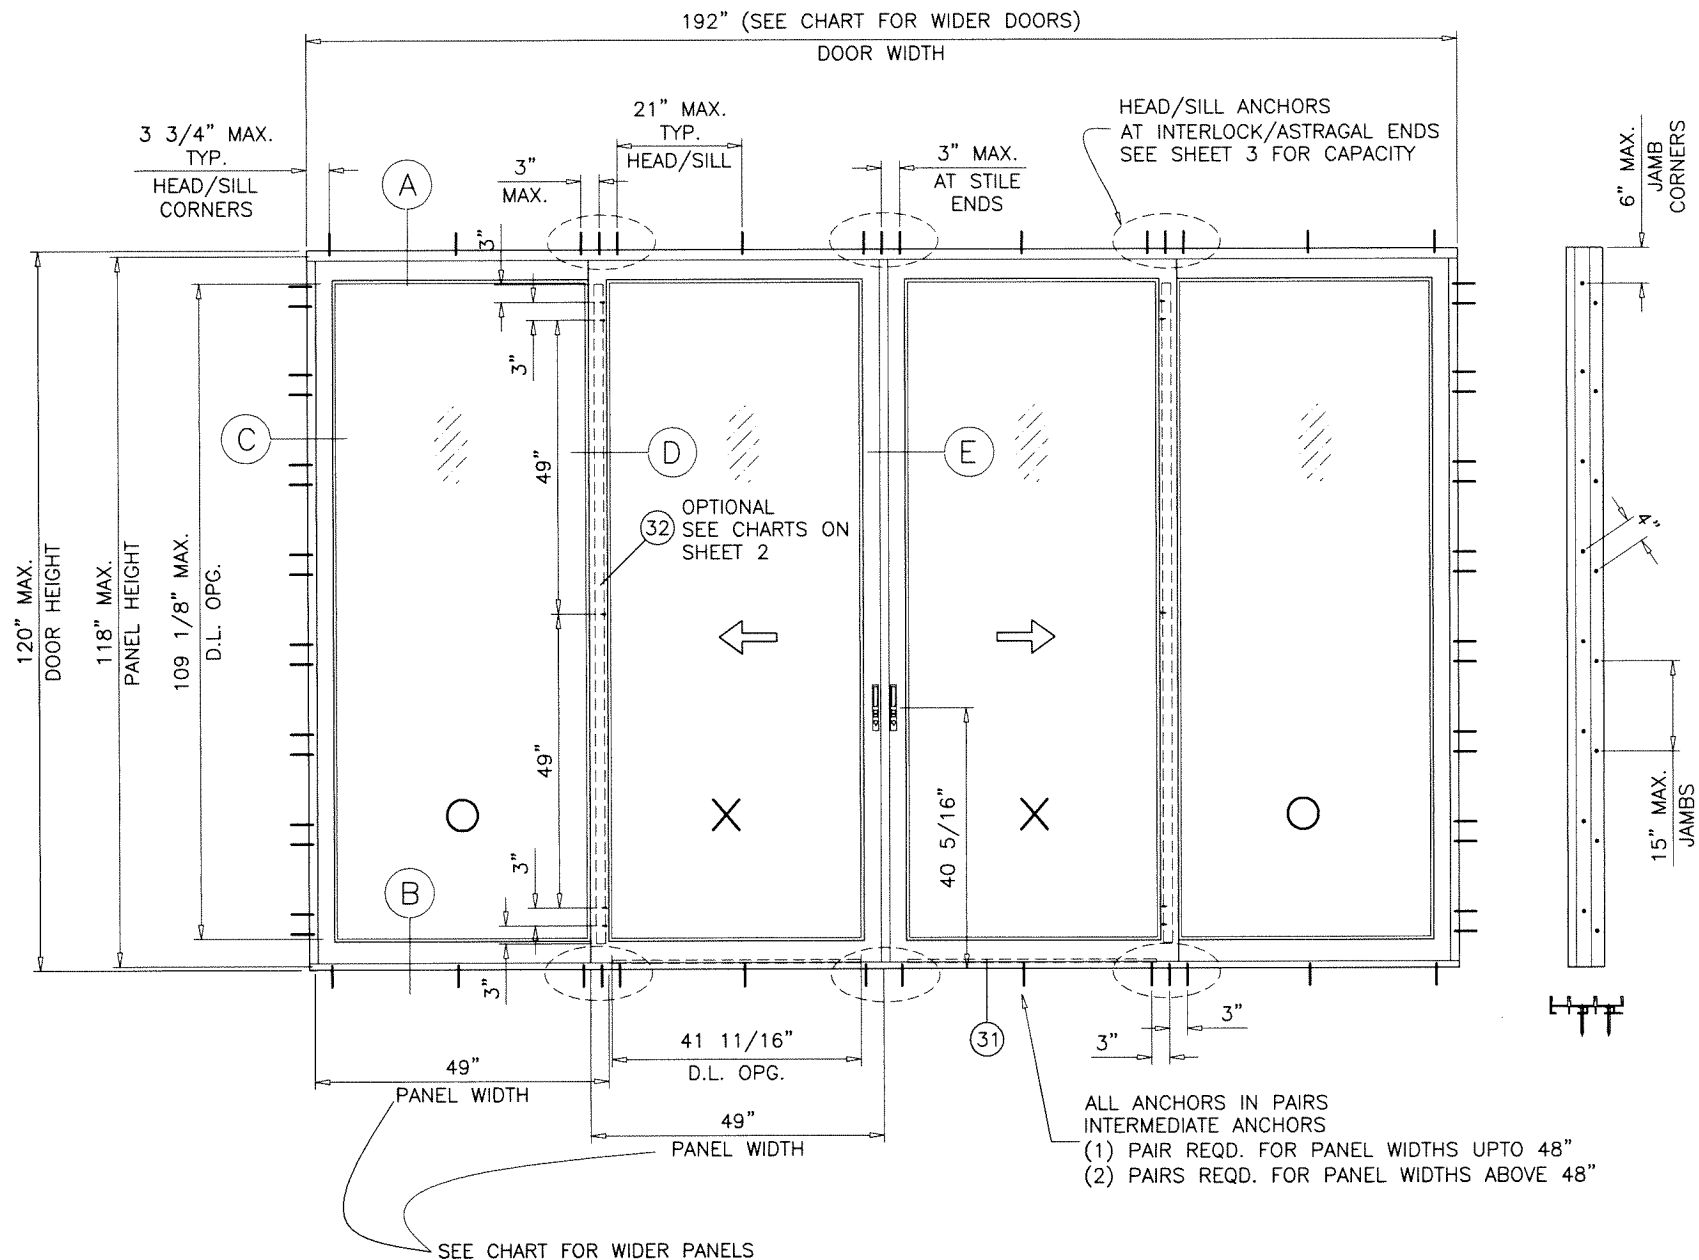 192" (SEE CHART FOR WIDER DOORS)
DOOR WIDTH
3 3/4" MAX.
TYP.
HEAD/SILL
CORNERS
A
3"
MAX.
21" MAX.
TYP.
HEAD/SILL
3" MAX.
AT STILE
ENDS
HEAD/SILL ANCHORS
AT INTERLOCK/ASTRAGAL ENDS
SEE SHEET 3 FOR CAPACITY
6" MAX.
JAMB
CORNERS
3"
3"
C
D
E
49"
32
OPTIONAL
SEE CHARTS ON
SHEET 2
4"
120" MAX.
DOOR HEIGHT
118" MAX.
PANEL HEIGHT
109 1/8" MAX.
D.L. OPG.
49"
40 5/16"
15" MAX.
JAMBS
O
X
X
O
3"
B
3"
31
3"
3"
41 11/16"
D.L. OPG.
49"
PANEL WIDTH
49"
PANEL WIDTH
ALL ANCHORS IN PAIRS
INTERMEDIATE ANCHORS
(1) PAIR REQD. FOR PANEL WIDTHS UPTO 48"
(2) PAIRS REQD. FOR PANEL WIDTHS ABOVE 48"
SEE CHART FOR WIDER PANELS